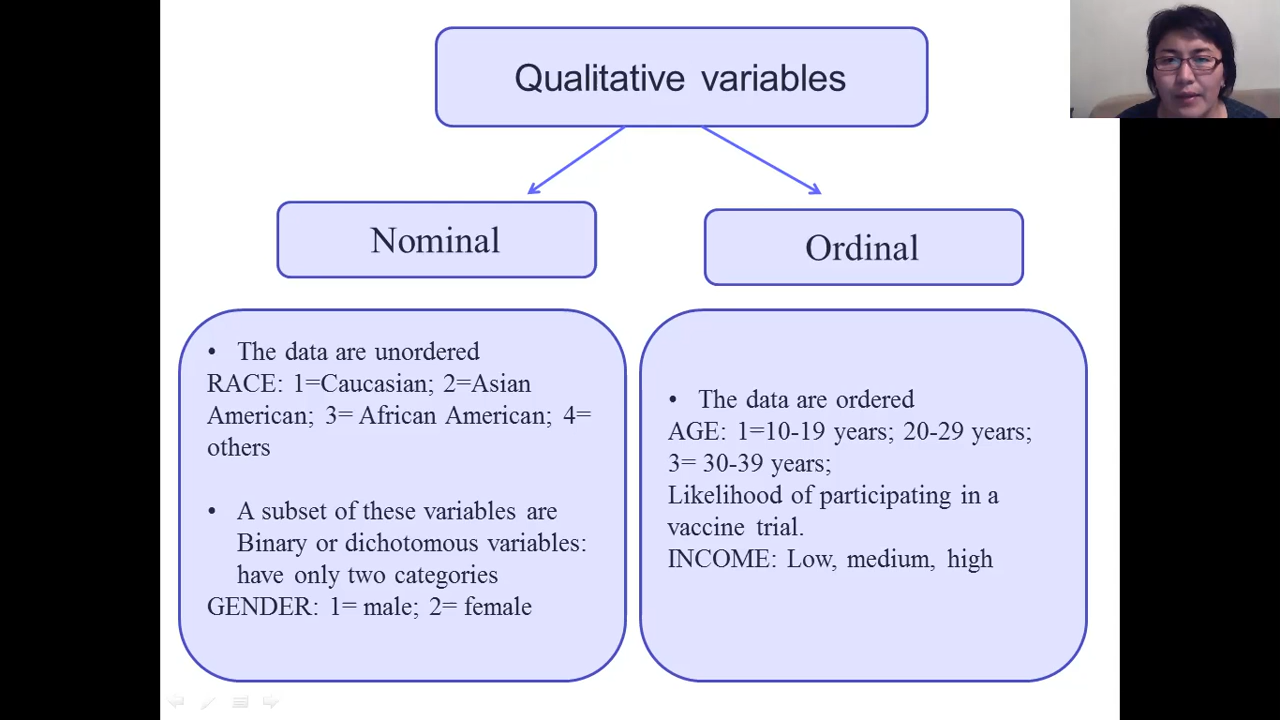 Qualitative variables
Nominal
Ordinal
• The data are unordered
RACE: 1=Caucasian; 2=Asian
American; 3= African American; 4=
others
• A subset of these variables are
Binary or dichotomous variables:
have only two categories
GENDER: 1= male; 2= female
• The data are ordered
AGE: 1=10-19 years; 20-29 years;
3= 30-39 years;
Likelihood of participating in a
vaccine trial.
INCOME: Low, medium, high